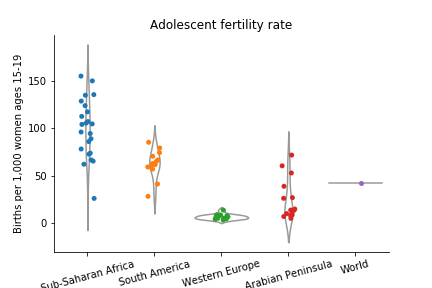 Adolescent fertility rate
Births per 1,000 women ages 15-19
150
100
50
0
Sub-Saharan Africa
South America
Western Europe
Arabian Peninsula
World